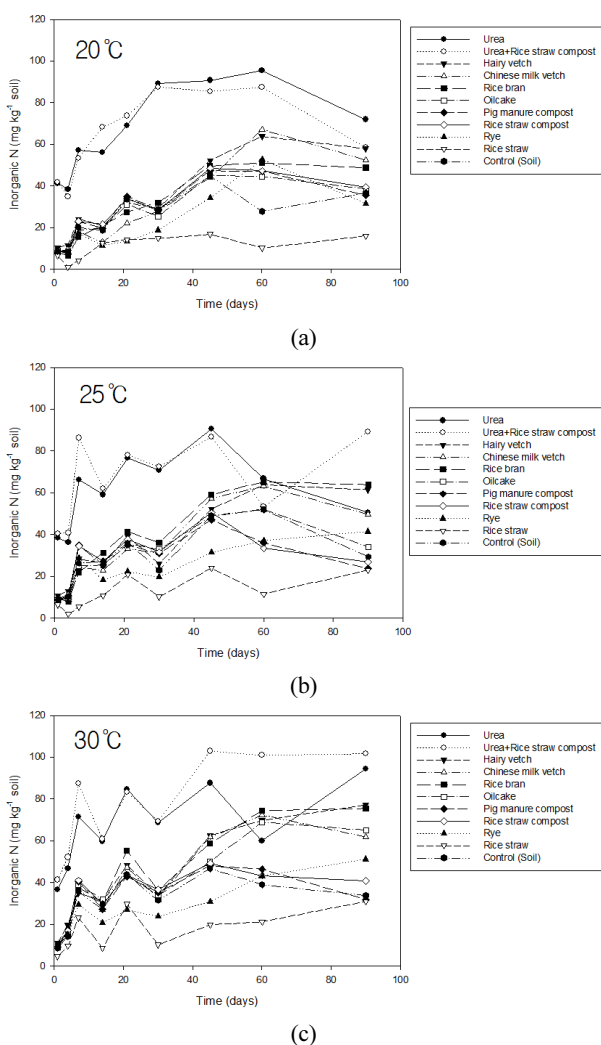 20℃
Inorganic N (mg kg⁻¹ soil)
120
100
80
60
40
20
0
0 20 40 60 80 100
Time (days)
Urea
Urea+Rice straw compost
Hairy vetch
Chinese milk vetch
Rice bran
Oilcake
Pig manure compost
Rice straw compost
Rye
Rice straw
Control (Soil)
(a)
25℃
Inorganic N (mg kg⁻¹ soil)
120
100
80
60
40
20
0
0 20 40 60 80 100
Time (days)
Urea
Urea+Rice straw compost
Hairy vetch
Chinese milk vetch
Rice bran
Oilcake
Pig manure compost
Rice straw compost
Rye
Rice straw
Control (Soil)
(b)
30℃
Inorganic N (mg kg⁻¹ soil)
120
100
80
60
40
20
0
0 20 40 60 80 100
Time (days)
Urea
Urea+Rice straw compost
Hairy vetch
Chinese milk vetch
Rice bran
Oilcake
Pig manure compost
Rice straw compost
Rye
Rice straw
Control (Soil)
(c)